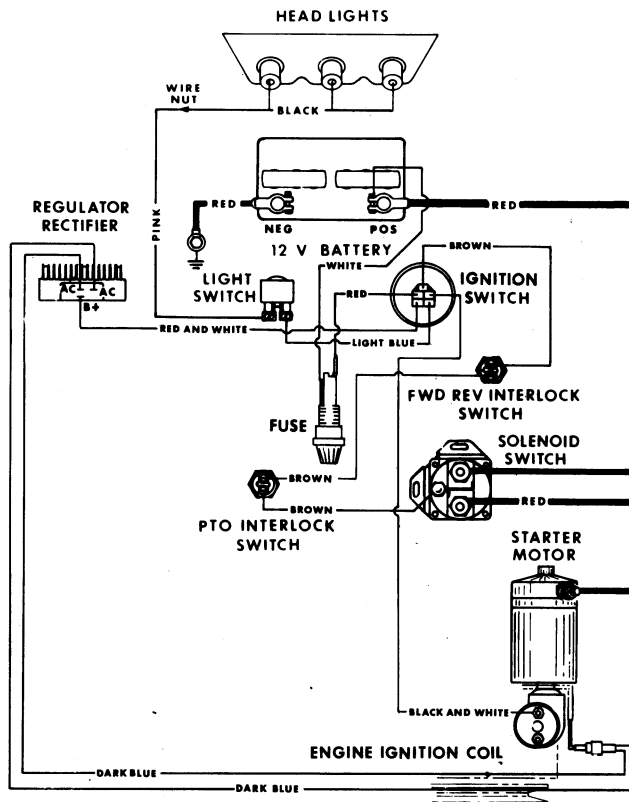 HEAD LIGHTS
WIRE
NUT
BLACK
PINK
RED
NEG
POS
RED
12 V BATTERY
REGULATOR
RECTIFIER
AC
AC
B+
LIGHT
SWITCH
WHITE
BROWN
RED
IGNITION
SWITCH
RED AND WHITE
LIGHT BLUE
FWD REV INTERLOCK
SWITCH
FUSE
SOLENOID
SWITCH
BROWN
BROWN
RED
PTO INTERLOCK
SWITCH
STARTER
MOTOR
BLACK AND WHITE
ENGINE IGNITION COIL
DARK BLUE
DARK BLUE